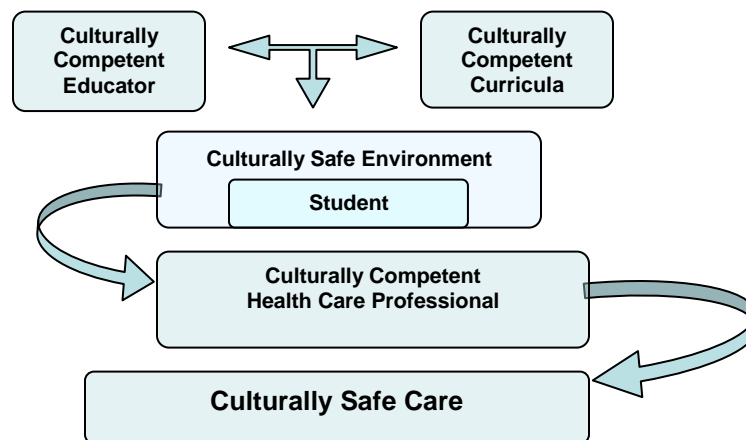 Culturally
Competent
Educator
Culturally
Competent
Curricula
Culturally Safe Environment
Student
Culturally Competent
Health Care Professional
Culturally Safe Care